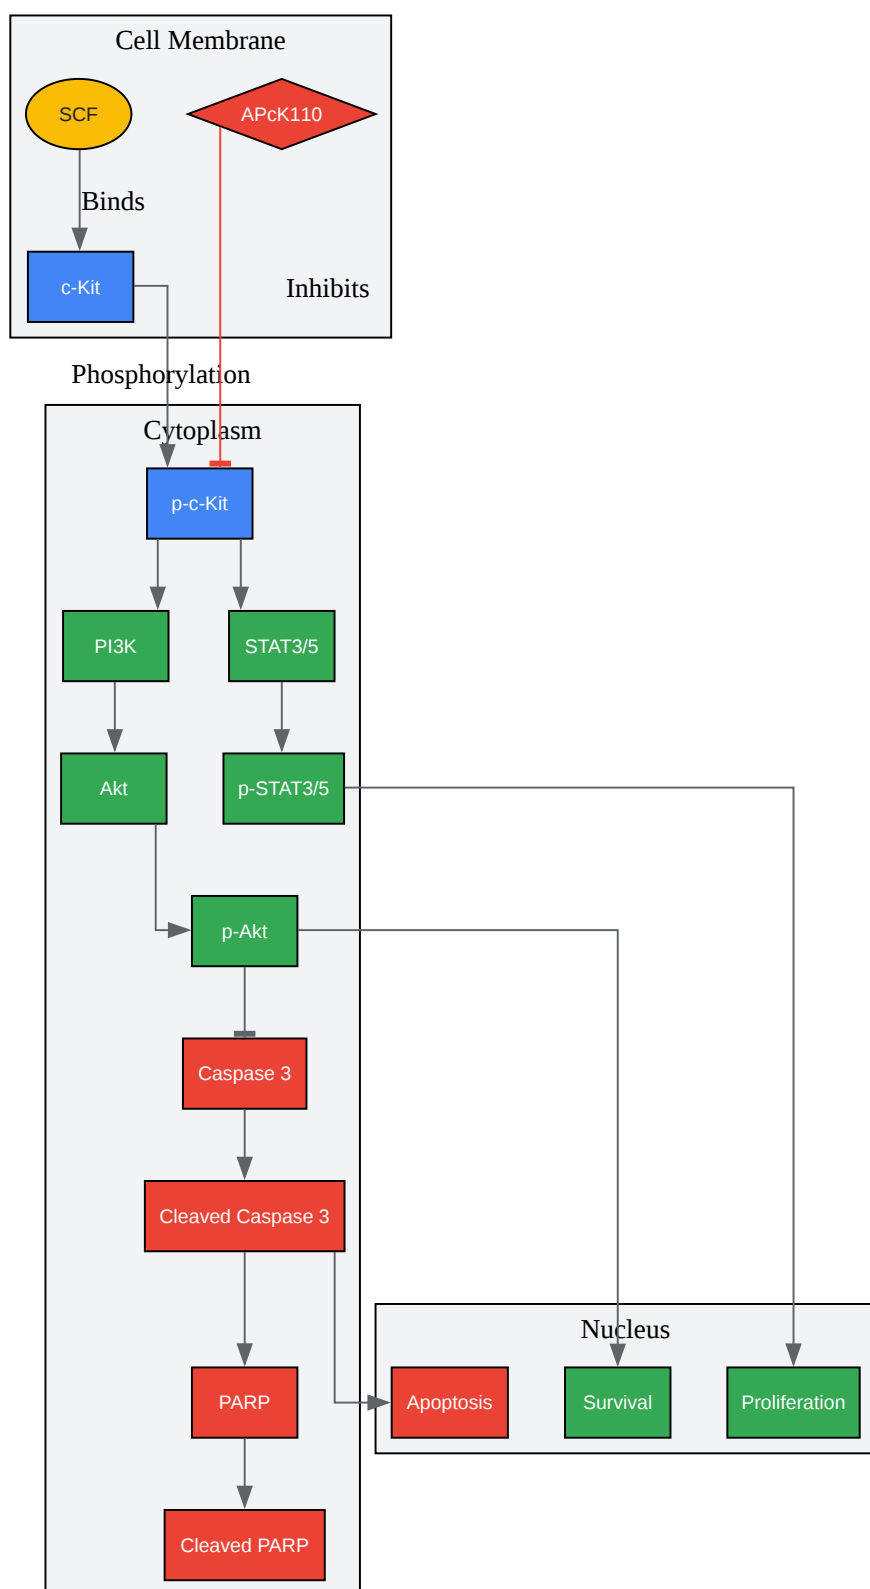 Cell Membrane
SCF
APcK110
Binds
c-Kit
Inhibits
Phosphorylation
Cytoplasm
p-c-Kit
PI3K
STAT3/5
Akt
p-STAT3/5
p-Akt
Caspase 3
Cleaved Caspase 3
Nucleus
PARP
Apoptosis
Survival
Proliferation
Cleaved PARP